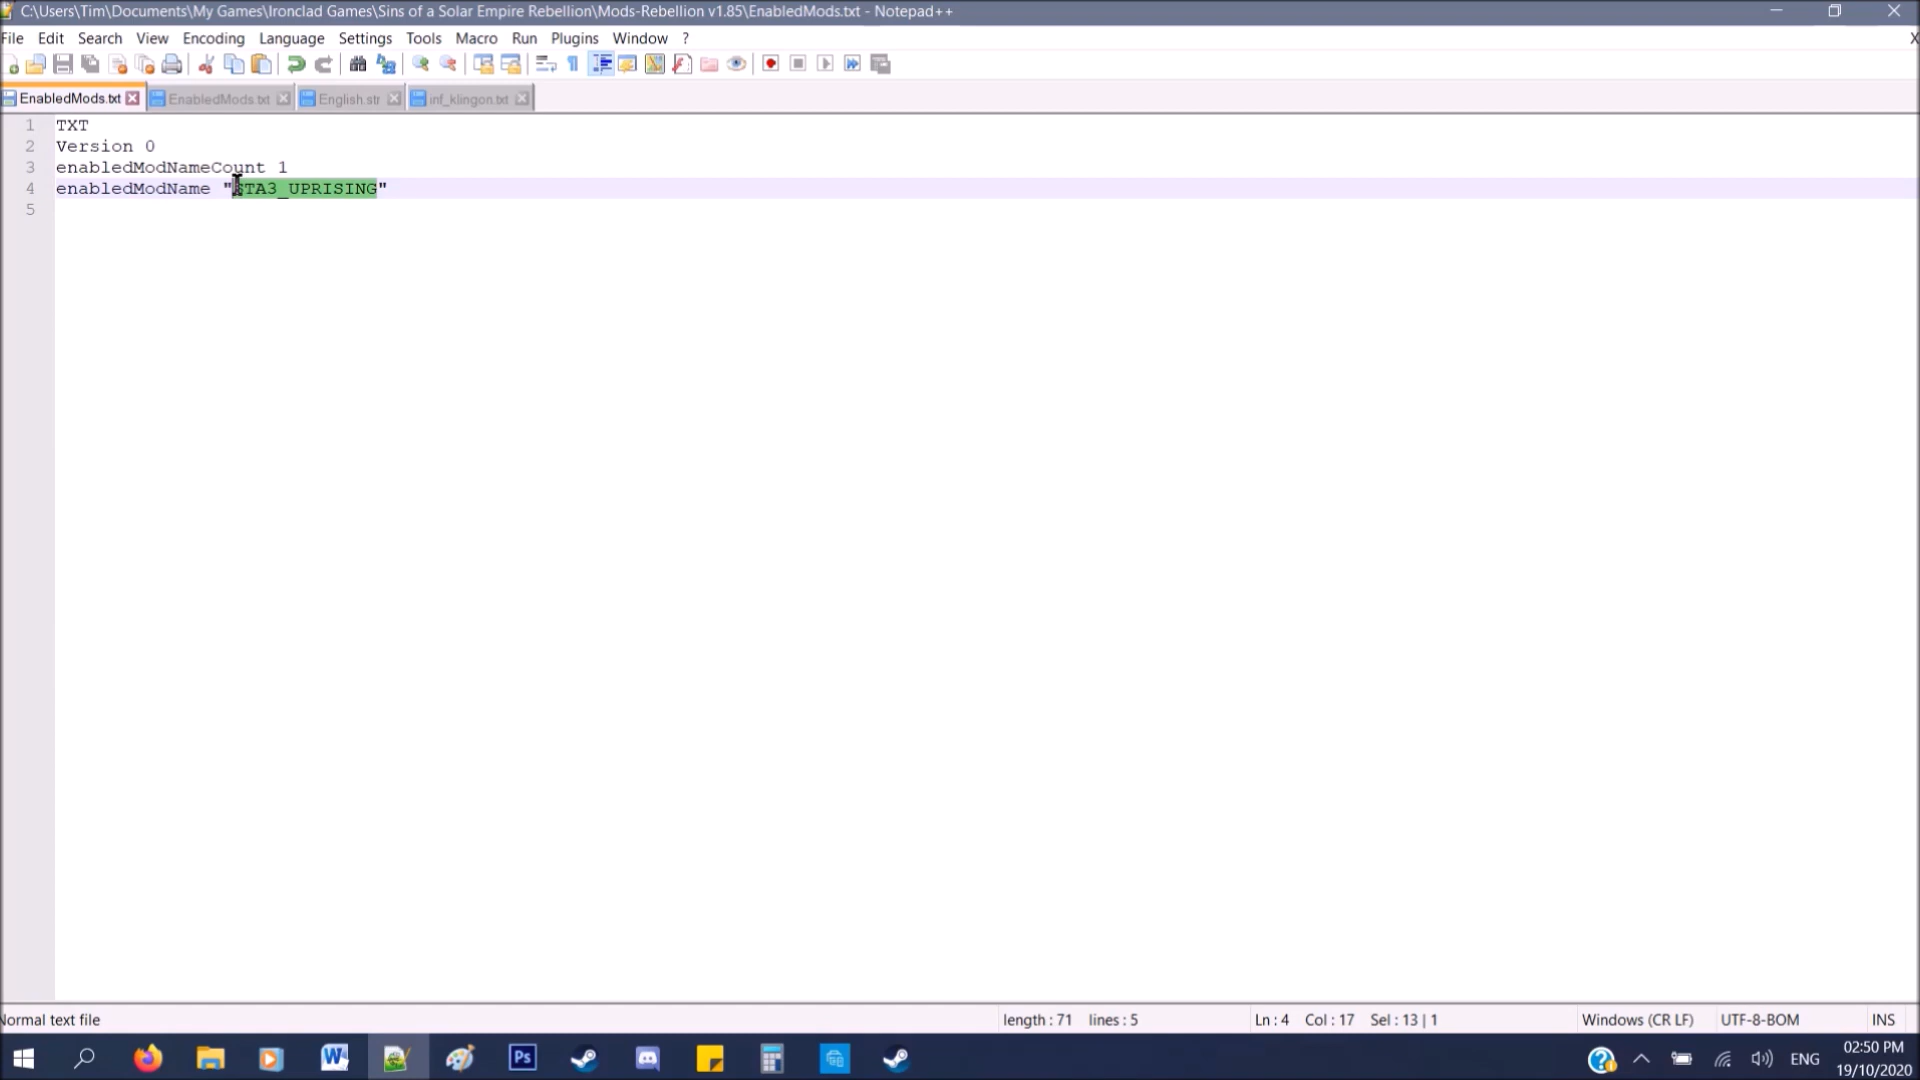 C:\Users\Tim\Documents\My Games\Ironclad Games\Sins of a Solar Empire Rebellion\Mods-Rebellion v1.85\EnabledMods.txt - Notepad++
File Edit Search View Encoding Language Settings Tools Macro Run Plugins Window ? X
EnabledMods.txt EnabledMods.txt English.str inf_klingon.txt
1 TXT
2 Version 0
3 enabledModNameCount 1
4 enabledModName "STA3_UPRISING"
5
Normal text file length : 71 lines : 5 Ln : 4 Col : 17 Sel : 13 | 1 Windows (CR LF) UTF-8-BOM INS
W Ps ENG 02:50 PM
19/10/2020